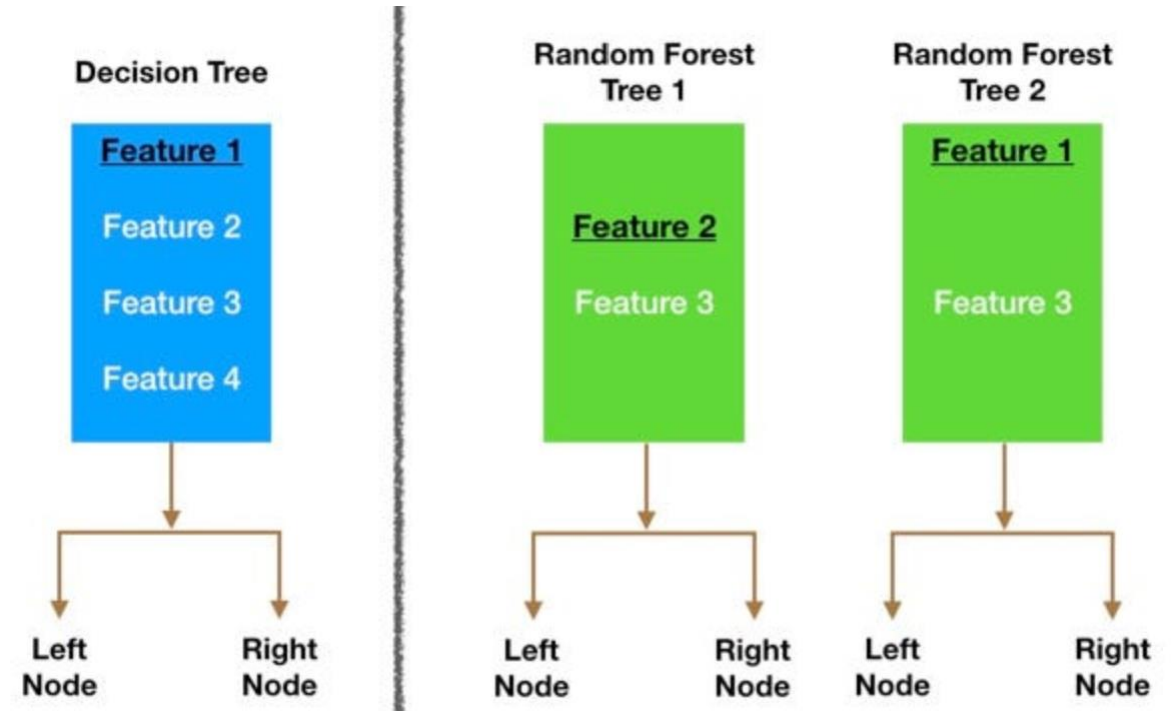 Decision Tree
Feature 1
Feature 2
Feature 3
Feature 4
Left
Node
Right
Node
Random Forest
Tree 1
Feature 2
Feature 3
Left
Node
Right
Node
Random Forest
Tree 2
Feature 1
Feature 3
Left
Node
Right
Node